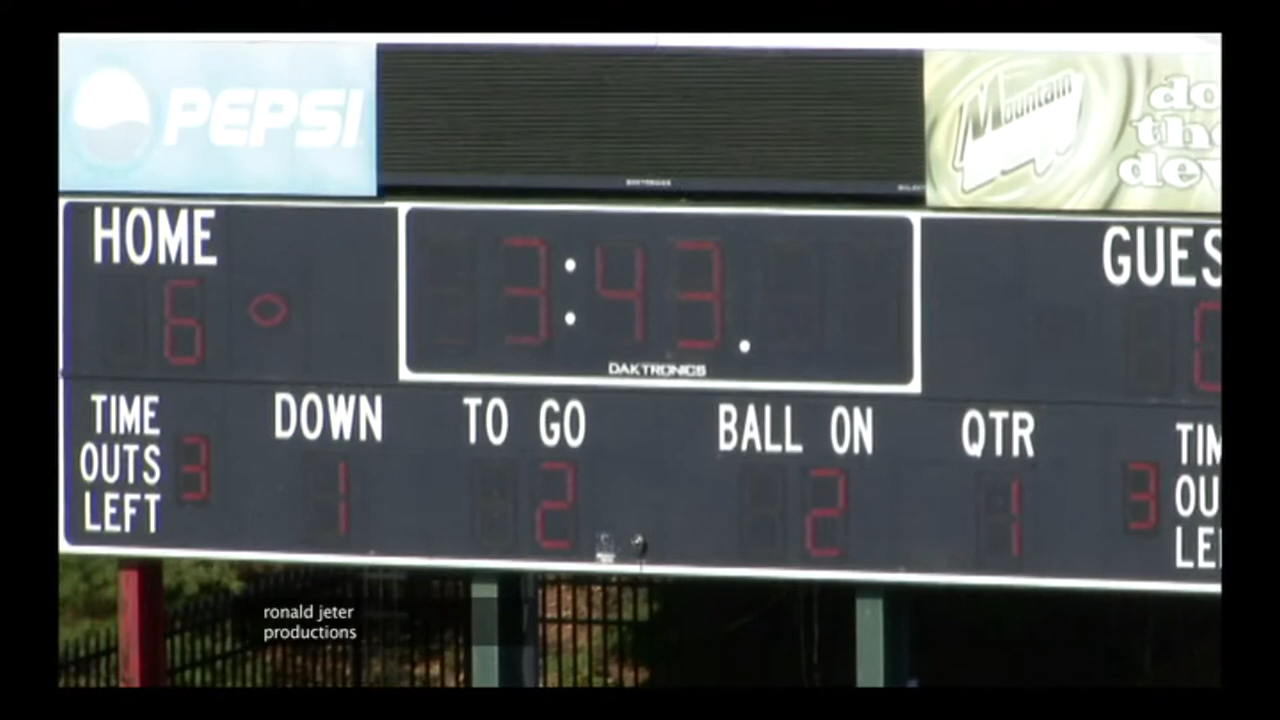 PEPSI
Mountain
do
the
dew
DAKTRONICS
HOME
GUES
3:43.
6
DAKTRONICS
TIME
OUTS
LEFT
3
DOWN
1
TO GO
2
BALL ON
2
QTR
1
3
TIM
OU
LE
ronald jeter
productions